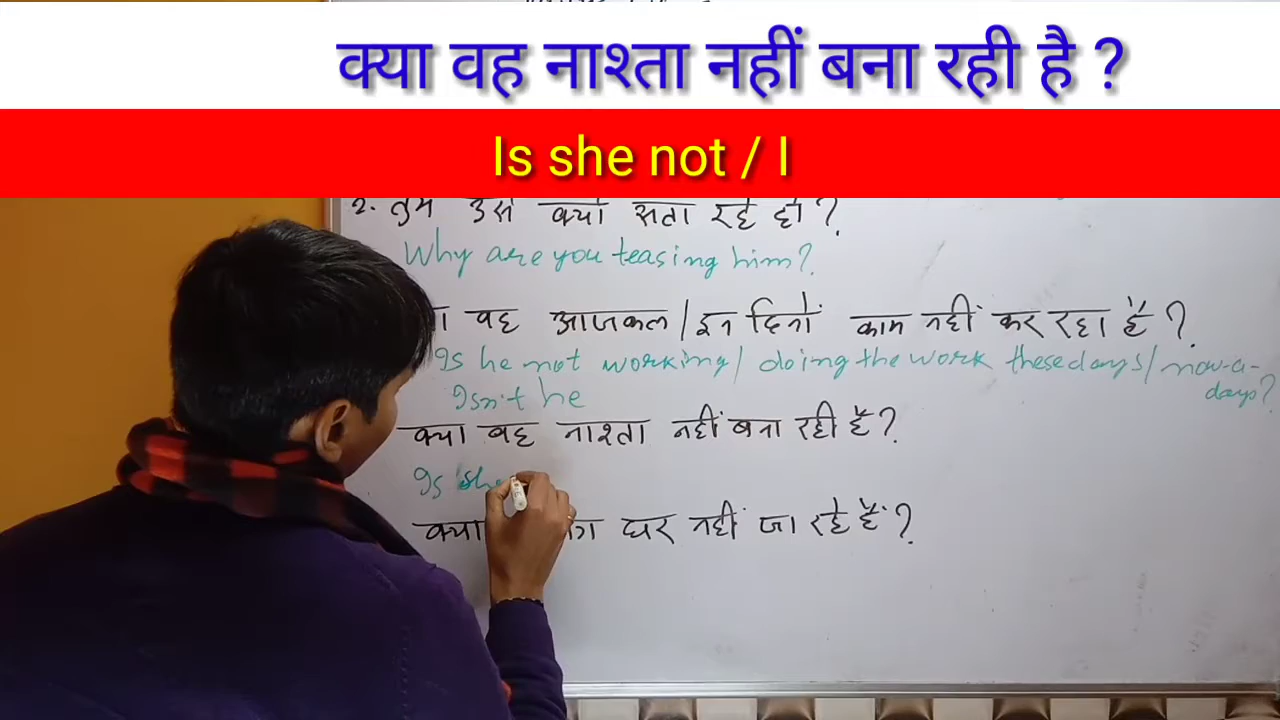 क्या वह नाश्ता नहीं बना रही है ?
Is she not / I
2. तुम उसे क्यों सता रहे हो?
Why are you teasing him?
वह आजकल/इन दिनों काम नहीं कर रहा है?
Is he not working/ doing the work these days/ now-a-
days?
Isn't he
क्या वह नाश्ता नहीं बना रही है?
Is she
क्या घर नहीं जा रहे हैं?